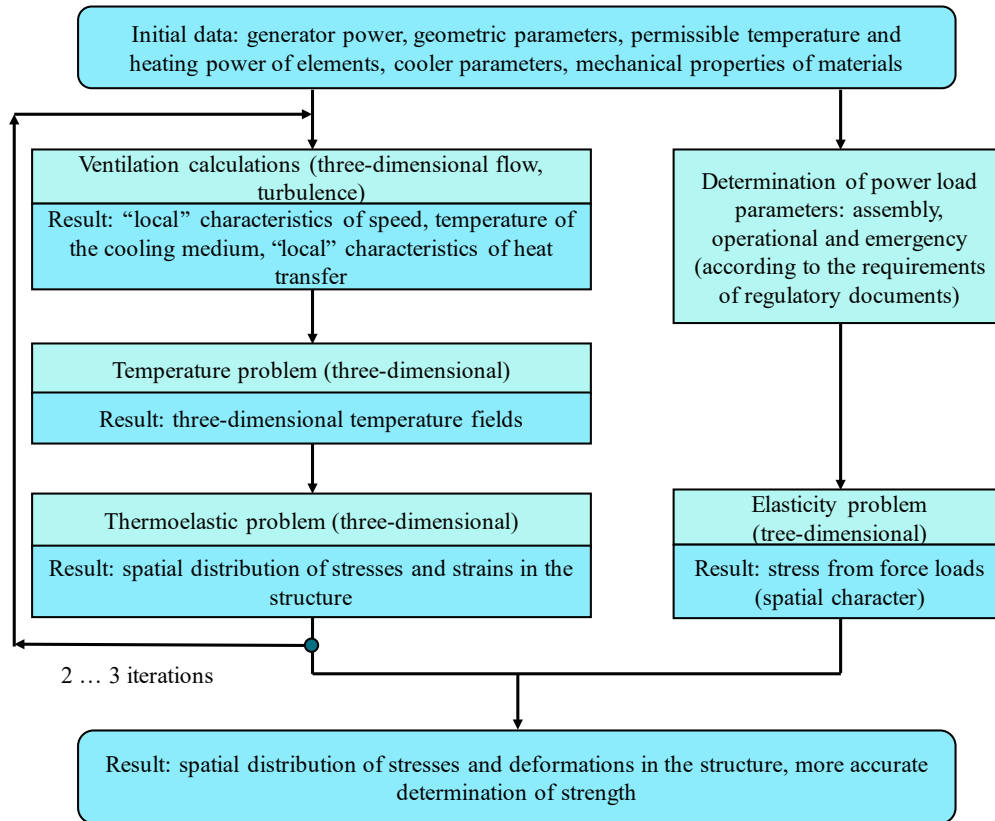 Initial data: generator power, geometric parameters, permissible temperature and
heating power of elements, cooler parameters, mechanical properties of materials
Ventilation calculations (three-dimensional flow,
turbulence)
Result: “local” characteristics of speed, temperature of
the cooling medium, “local” characteristics of heat
transfer
Temperature problem (three-dimensional)
Result: three-dimensional temperature fields
Thermoelastic problem (three-dimensional)
Result: spatial distribution of stresses and strains in the
structure
2 … 3 iterations
Determination of power load
parameters: assembly,
operational and emergency
(according to the requirements
of regulatory documents)
Elasticity problem
(tree-dimensional)
Result: stress from force loads
(spatial character)
Result: spatial distribution of stresses and deformations in the structure, more accurate
determination of strength